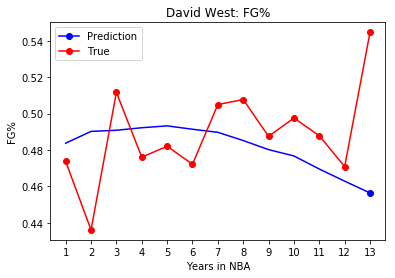 David West: FG%
Prediction
True
FG%
0.54
0.52
0.50
0.48
0.46
0.44
1 2 3 4 5 6 7 8 9 10 11 12 13
Years in NBA